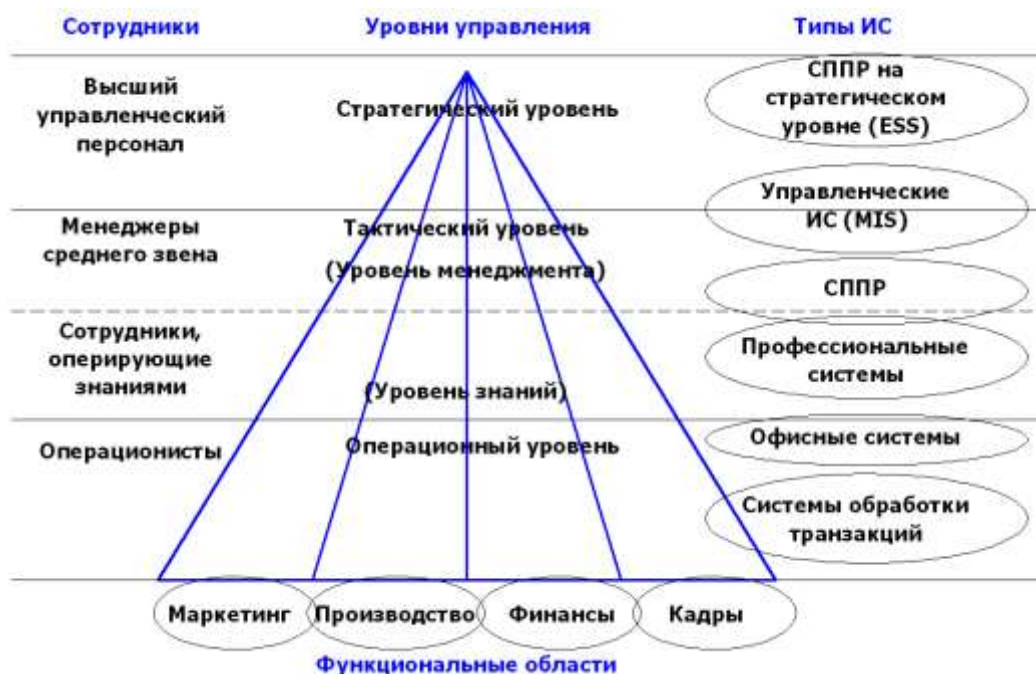 Сотрудники
Уровни управления
Типы ИС
Высший
управленческий
персонал
Стратегический уровень
СППР на
стратегическом
уровне (ESS)
Управленческие
ИС (MIS)
Менеджеры
среднего звена
Тактический уровень
(Уровень менеджмента)
СППР
Сотрудники,
оперирующие
знаниями
(Уровень знаний)
Профессиональные
системы
Операционисты
Операционный уровень
Офисные системы
Системы обработки
транзакций
Маркетинг
Производство
Финансы
Кадры
Функциональные области